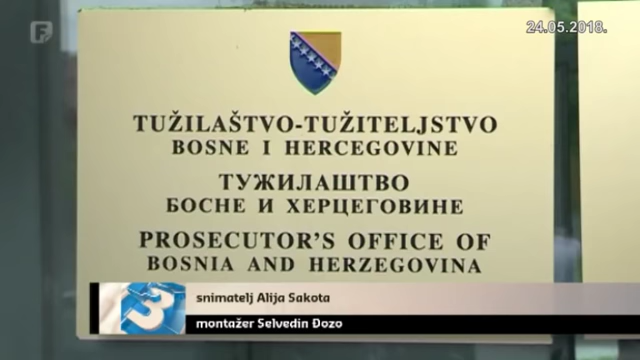 F
24.05.2018.
TUŽILAŠTVO-TUŽITELJSTVO
BOSNE I HERCEGOVINE
ТУЖИЛАШТВО
БОСНЕ И ХЕРЦЕГОВИНЕ
PROSECUTOR'S OFFICE OF
BOSNIA AND HERZEGOVINA
3
snimatelj Alija Sakota
montažer Selvedin Đozo